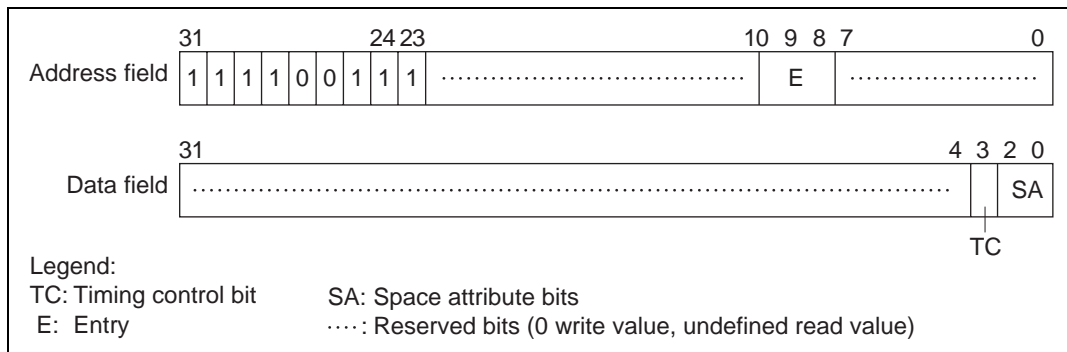 31 24 23 10 9 8 7 0
Address field 1 1 1 1 0 0 1 1 1 ........ E ........
31 4 3 2 0
Data field ........ SA
TC
Legend:
TC: Timing control bit SA: Space attribute bits
E: Entry ····: Reserved bits (0 write value, undefined read value)